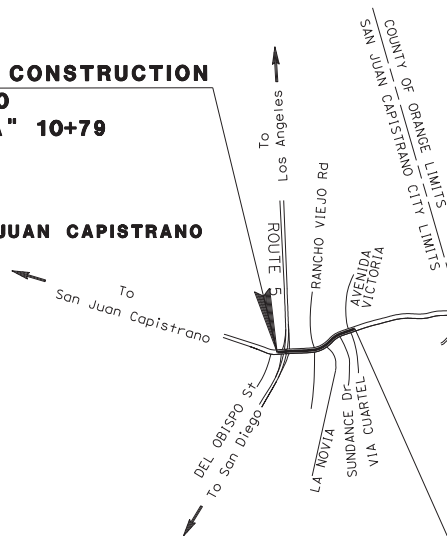 CONSTRUCTION
" 10+79
JUAN CAPISTRANO
To
Los Angeles
COUNTY OF ORANGE LIMITS
SAN JUAN CAPISTRANO CITY LIMITS
ROUTE 5
RANCHO VIEJO Rd
AVENIDA
VICTORIA
To
San Juan Capistrano
DEL OBISPO St
To San Diego
LA NOVIA
SUNDANCE Dr
VIA CUARTEL